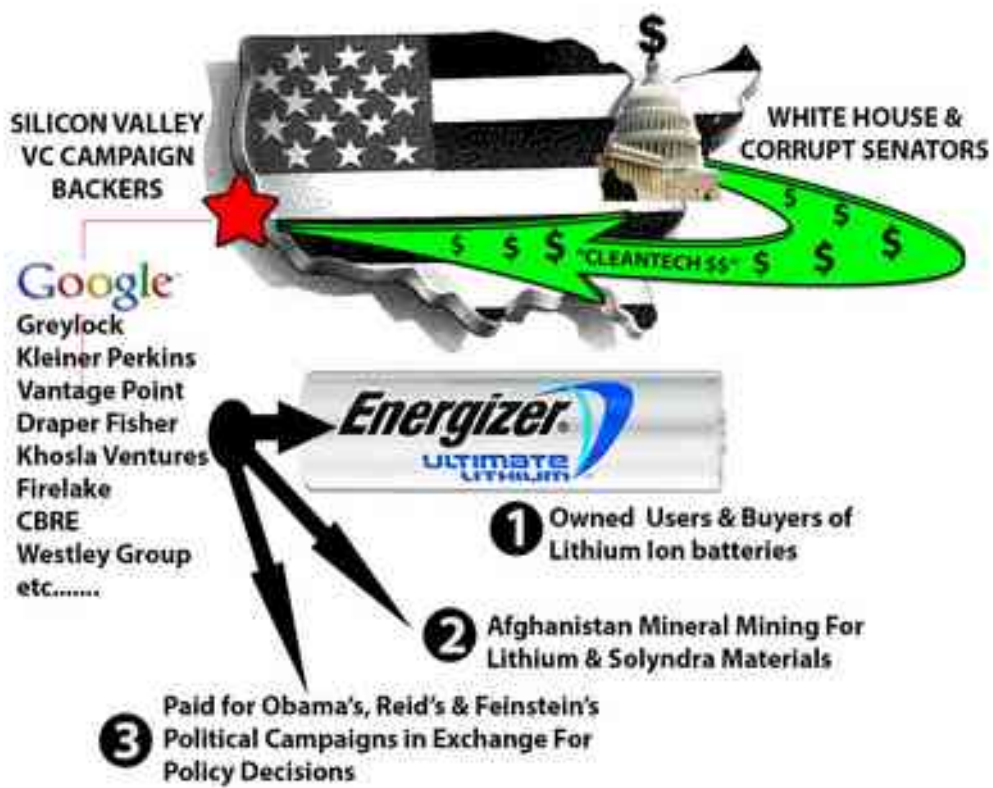 $
SILICON VALLEY
VC CAMPAIGN
BACKERS
WHITE HOUSE &
CORRUPT SENATORS
$ $ $ "CLEANTECH $$" $ $ $ $ $
Google
Greylock
Kleiner Perkins
Vantage Point
Draper Fisher
Khosla Ventures
Firelake
CBRE
Westley Group
etc.......
Energizer
ULTIMATE
LITHIUM
1 Owned Users & Buyers of
Lithium Ion batteries
2 Afghanistan Mineral Mining For
Lithium & Solyndra Materials
3 Paid for Obama's, Reid's & Feinstein's
Political Campaigns in Exchange For
Policy Decisions